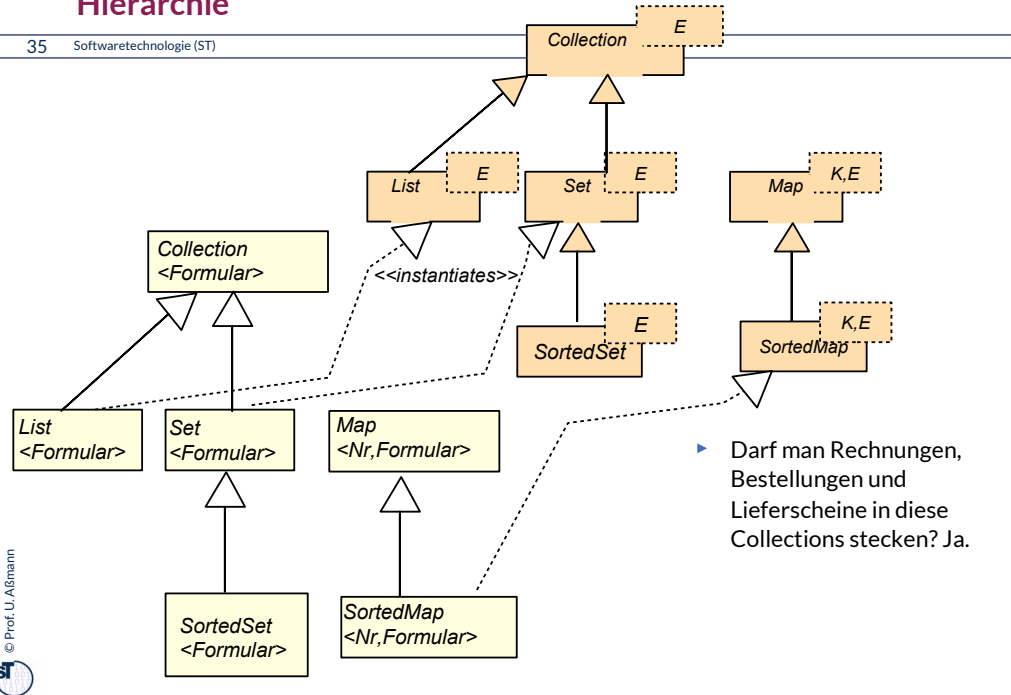 Hierarchie
35 Softwaretechnologie (ST)
Collection
E
List
E
Set
E
Map
K,E
Collection
<Formular>
<<instantiates>>
SortedSet
E
SortedMap
K,E
List
<Formular>
Set
<Formular>
Map
<Nr,Formular>
► Darf man Rechnungen,
Bestellungen und
Lieferscheine in diese
Collections stecken? Ja.
SortedSet
<Formular>
SortedMap
<Nr,Formular>
© Prof. U. Aßmann
ST